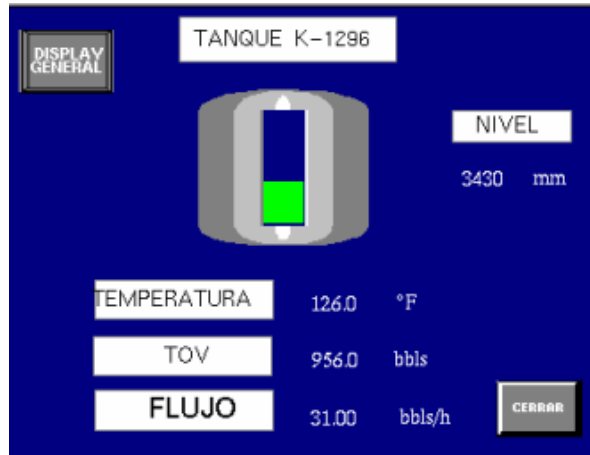 DISPLAY
GENERAL
TANQUE K-1296
NIVEL
3430 mm
TEMPERATURA 126.0 °F
TOV 956.0 bbls
FLUJO 31.00 bbls/h
CERRAR